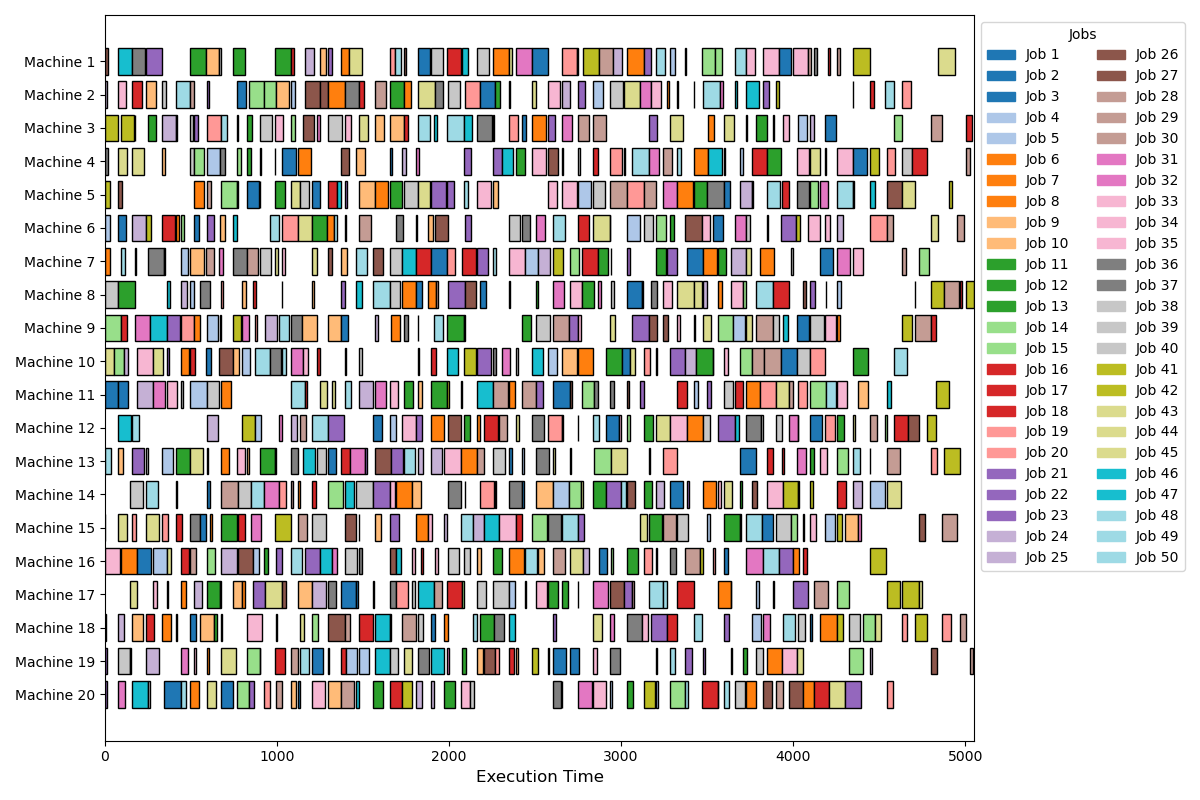 Machine 1
Machine 2
Machine 3
Machine 4
Machine 5
Machine 6
Machine 7
Machine 8
Machine 9
Machine 10
Machine 11
Machine 12
Machine 13
Machine 14
Machine 15
Machine 16
Machine 17
Machine 18
Machine 19
Machine 20
0 1000 2000 3000 4000 5000
Execution Time
Jobs
Job 1
Job 2
Job 3
Job 4
Job 5
Job 6
Job 7
Job 8
Job 9
Job 10
Job 11
Job 12
Job 13
Job 14
Job 15
Job 16
Job 17
Job 18
Job 19
Job 20
Job 21
Job 22
Job 23
Job 24
Job 25
Job 26
Job 27
Job 28
Job 29
Job 30
Job 31
Job 32
Job 33
Job 34
Job 35
Job 36
Job 37
Job 38
Job 39
Job 40
Job 41
Job 42
Job 43
Job 44
Job 45
Job 46
Job 47
Job 48
Job 49
Job 50